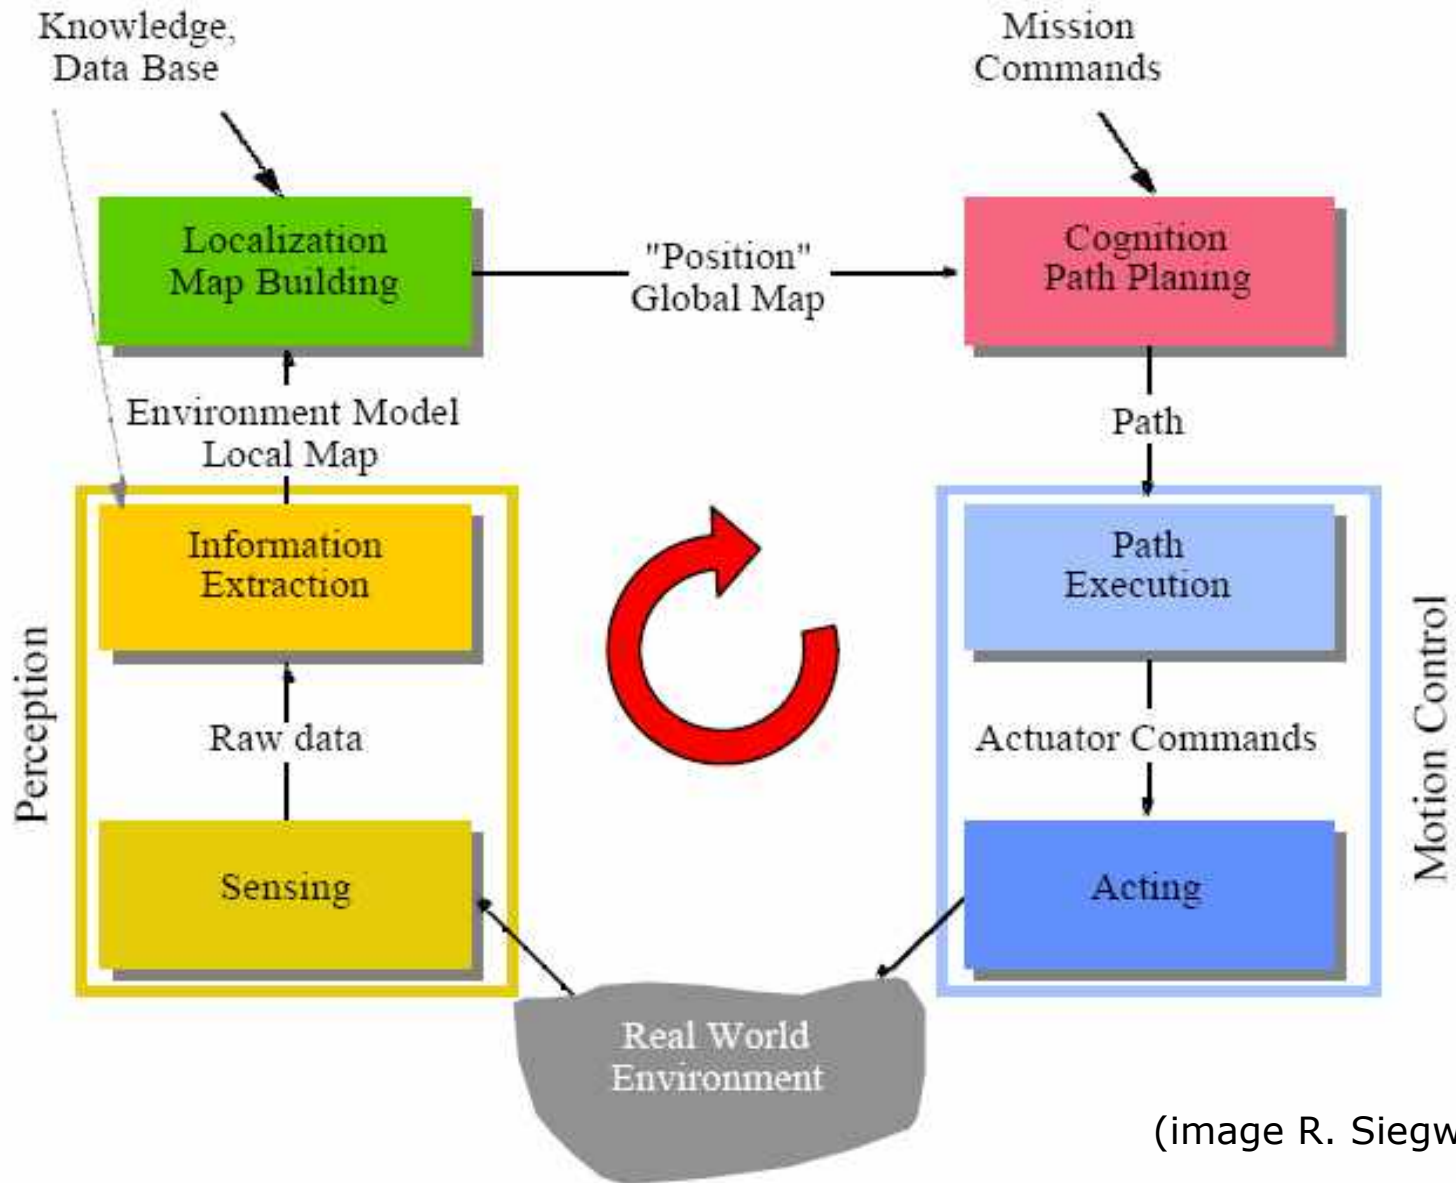 Knowledge,
Data Base
Mission
Commands
Localization
Map Building
"Position"
Global Map
Cognition
Path Planing
Environment Model
Local Map
Path
Information
Extraction
Path
Execution
Perception
Motion Control
Raw data
Actuator Commands
Sensing
Acting
Real World
Environment
(image R.